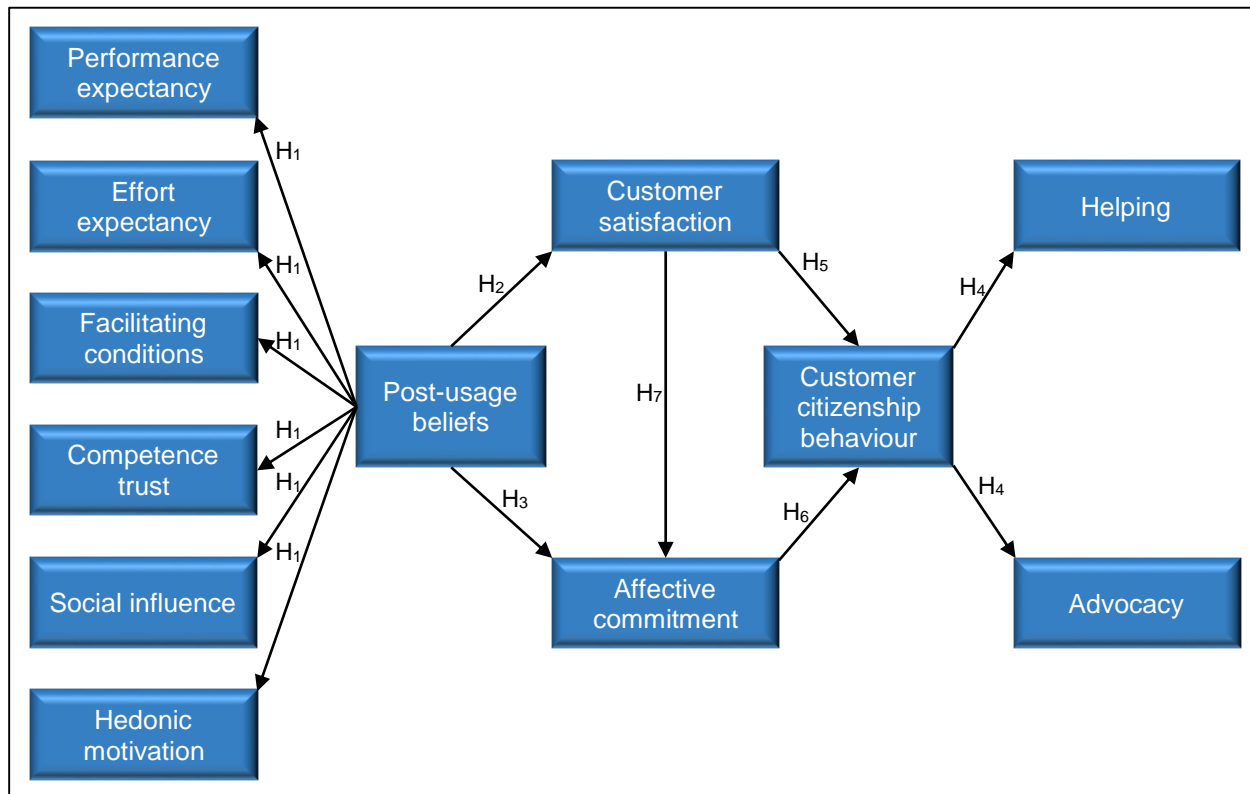 Performance
expectancy
H₁
Effort
expectancy
H₁
Facilitating
conditions
H₁
Competence
trust
H₁
H₁
Social influence
H₁
Hedonic
motivation
Post-usage
beliefs
H₂
H₃
Customer
satisfaction
H₇
Affective
commitment
H₅
H₆
Customer
citizenship
behaviour
H₄
H₄
Helping
Advocacy